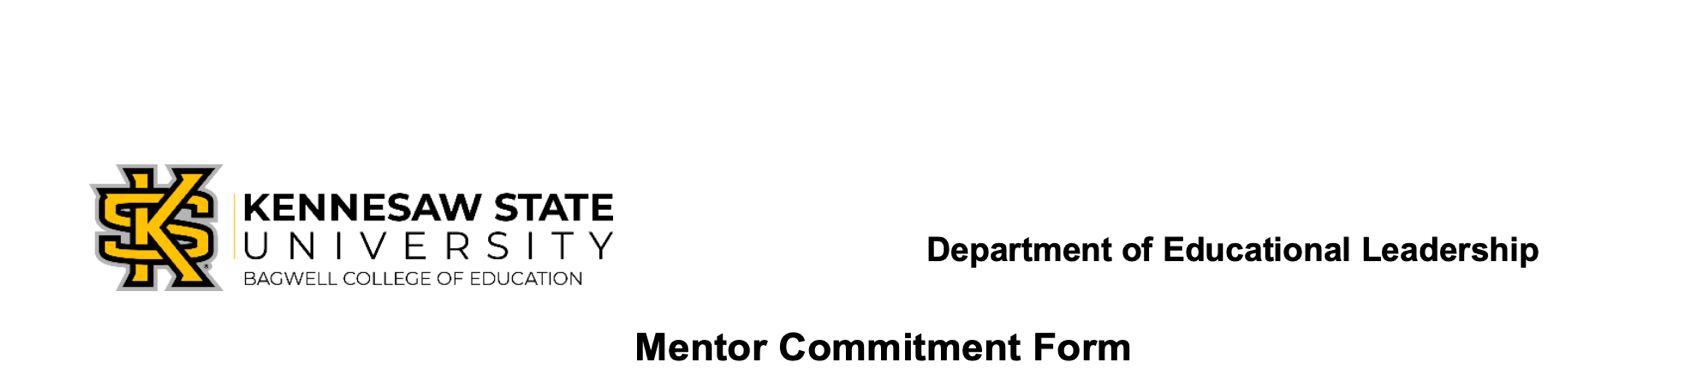 KENNESAW STATE
UNIVERSITY
BAGWELL COLLEGE OF EDUCATION
Department of Educational Leadership
Mentor Commitment Form